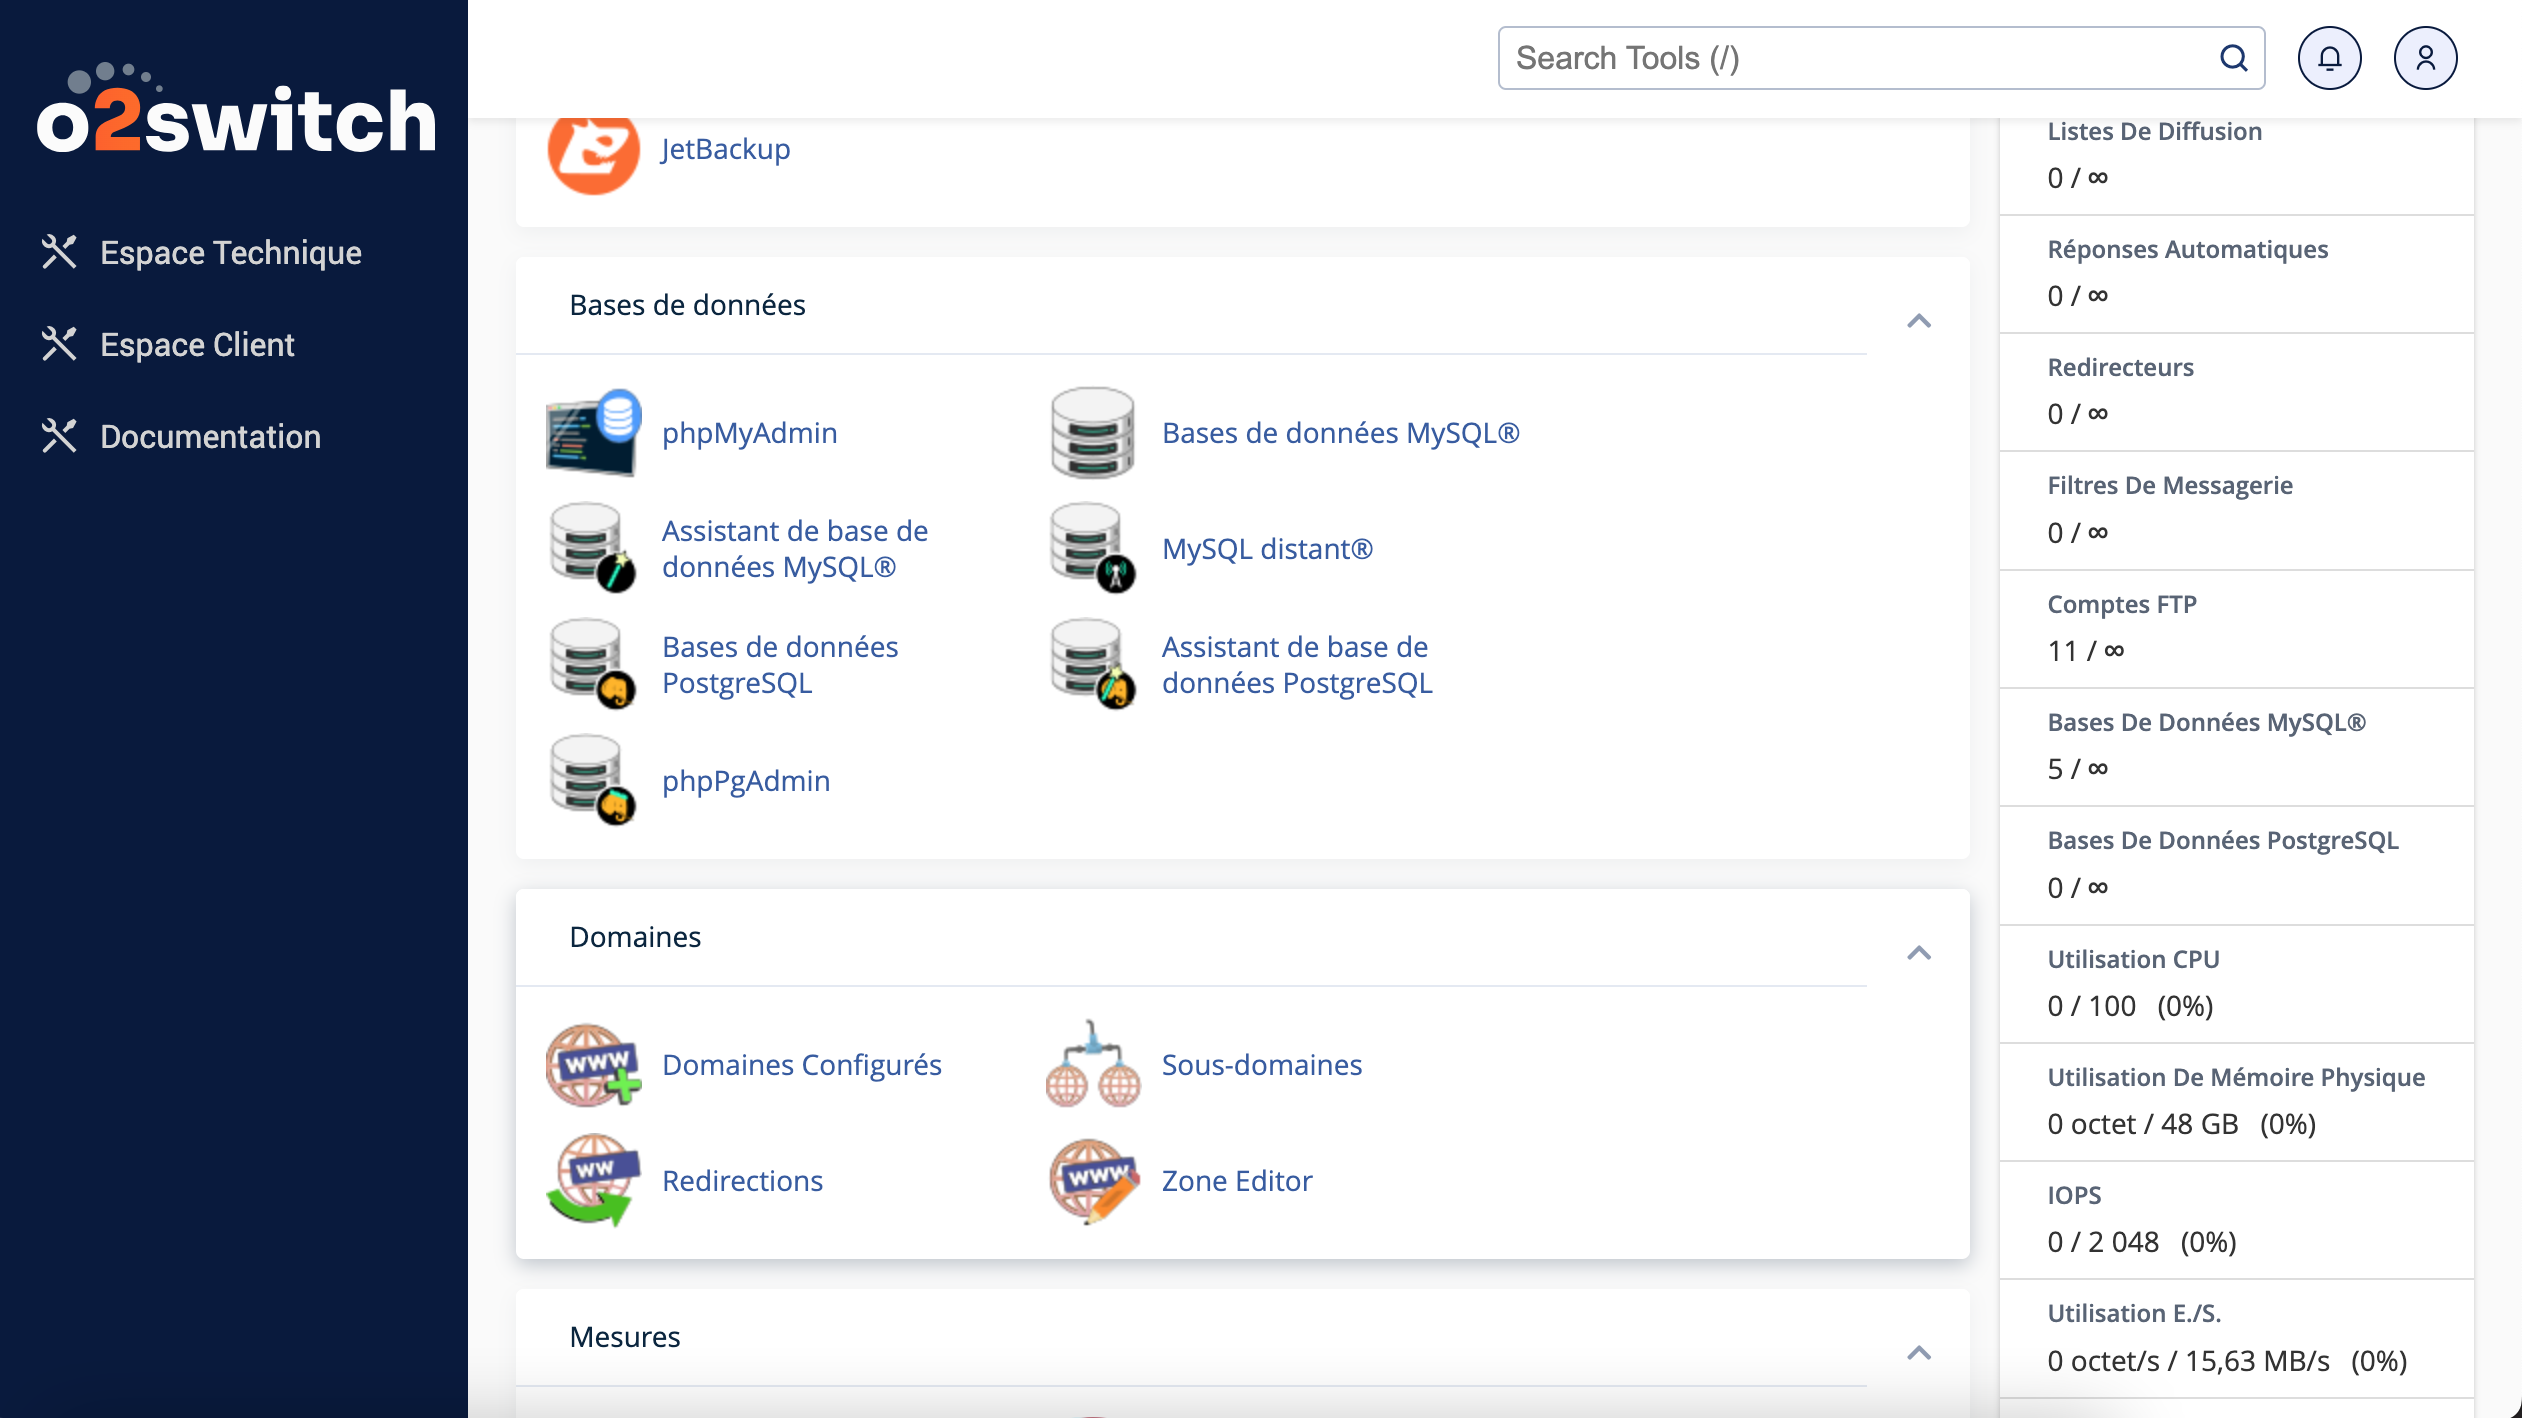 o2switch
Espace Technique
Espace Client
Documentation
Search Tools (/)
JetBackup
Bases de données
phpMyAdmin
Bases de données MySQL®
Assistant de base de
données MySQL®
MySQL distant®
Bases de données
PostgreSQL
Assistant de base de
données PostgreSQL
phpPgAdmin
Domaines
www
Domaines Configurés
Sous-domaines
ww
Redirections
www
Zone Editor
Mesures
Listes De Diffusion
0 / ∞
Réponses Automatiques
0 / ∞
Redirecteurs
0 / ∞
Filtres De Messagerie
0 / ∞
Comptes FTP
11 / ∞
Bases De Données MySQL®
5 / ∞
Bases De Données PostgreSQL
0 / ∞
Utilisation CPU
0 / 100 (0%)
Utilisation De Mémoire Physique
0 octet / 48 GB (0%)
IOPS
0 / 2 048 (0%)
Utilisation E./S.
0 octet/s / 15,63 MB/s (0%)